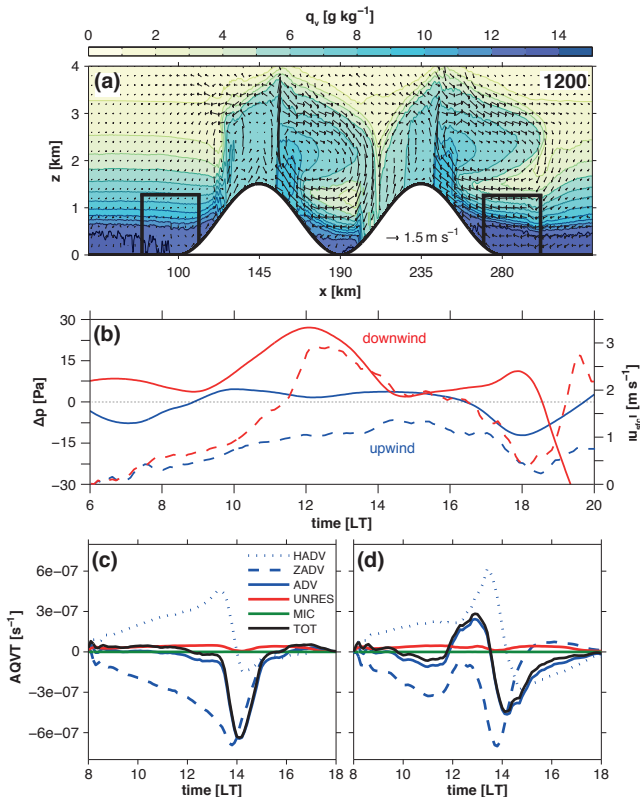 qv [g kg⁻¹]
0 2 4 6 8 10 12 14
(a) 1200
4
3
2
1
0
z [km]
→ 1.5 m s⁻¹
100 145 190 235 280
x [km]
(b) downwind
upwind
30
15
0
−15
−30
Δp [Pa]
3
2
1
0
|u_sfc| [m s⁻¹]
6 8 10 12 14 16 18 20
time [LT]
(c) (d)
HADV
ZADV
ADV
UNRES
MIC
TOT
6e−07
3e−07
0
−3e−07
−6e−07
AQVT [s⁻¹]
8 10 12 14 16 18 8 10 12 14 16 18
time [LT] time [LT]